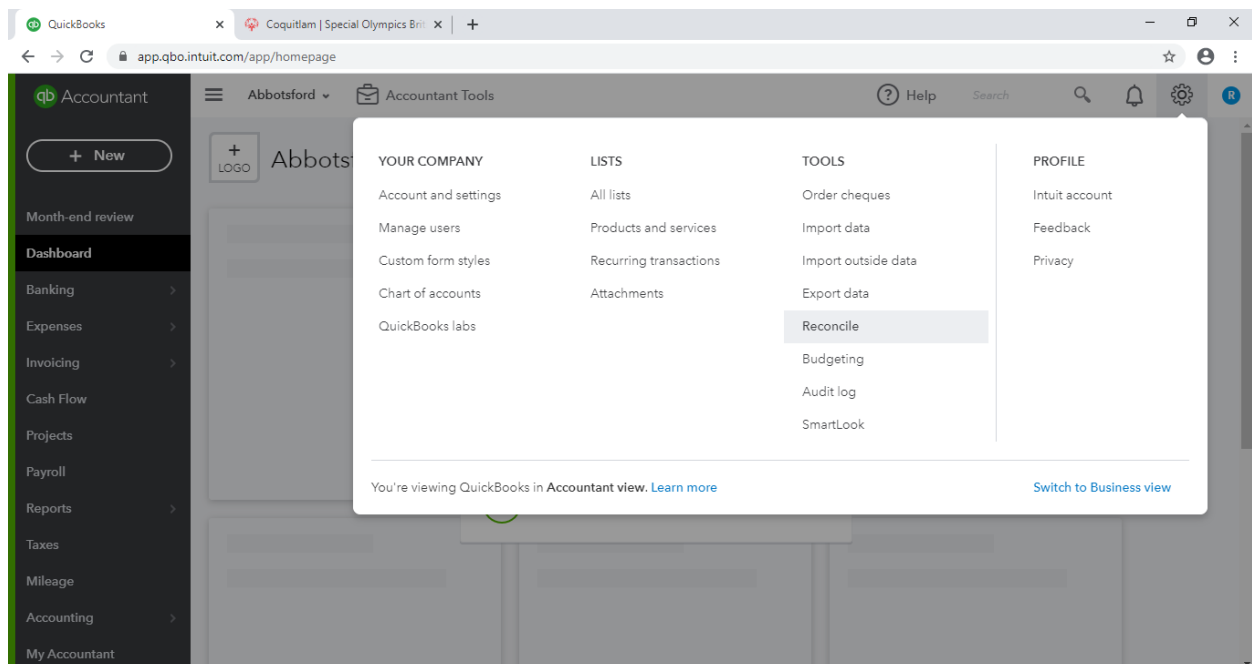 QuickBooks
Coquitlam | Special Olympics Brit
app.qbo.intuit.com/app/homepage
qb Accountant
Abbotsford
Accountant Tools
Help
Search
R
+ New
+
LOGO
Abbotsf
Month-end review
Dashboard
Banking
Expenses
Invoicing
Cash Flow
Projects
Payroll
Reports
Taxes
Mileage
Accounting
My Accountant
YOUR COMPANY
Account and settings
Manage users
Custom form styles
Chart of accounts
QuickBooks labs
LISTS
All lists
Products and services
Recurring transactions
Attachments
TOOLS
Order cheques
Import data
Import outside data
Export data
Reconcile
Budgeting
Audit log
SmartLook
PROFILE
Intuit account
Feedback
Privacy
You're viewing QuickBooks in Accountant view. Learn more
Switch to Business view